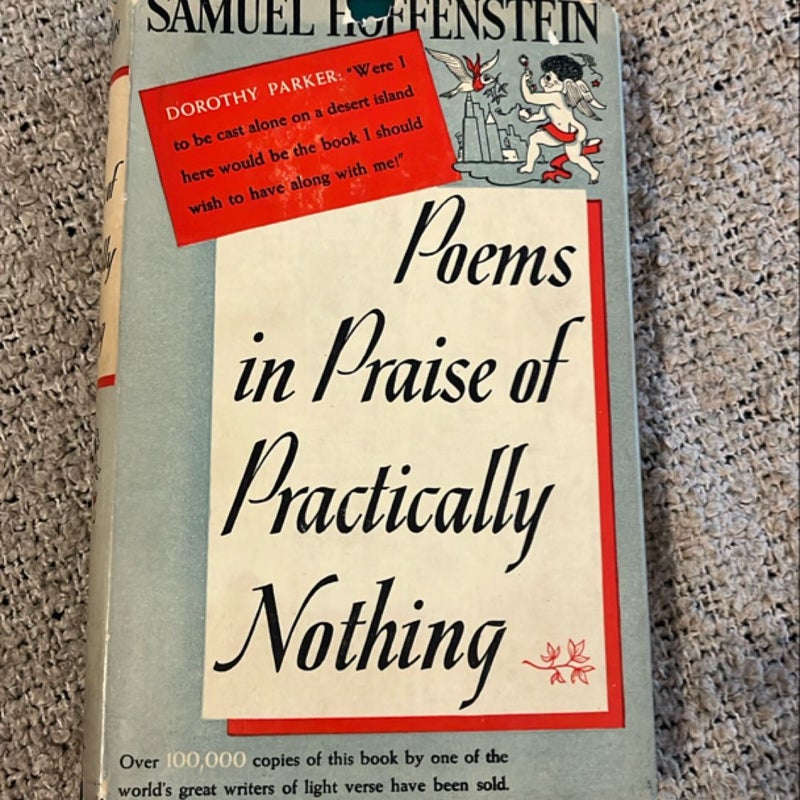 SAMUEL HOFFENSTEIN
DOROTHY PARKER: "Were I
to be cast alone on a desert island
here would be the book I should
wish to have along with me!"
Poems
in Praise of
Practically
Nothing
Over 100,000 copies of this book by one of the
world's great writers of light verse have been sold.